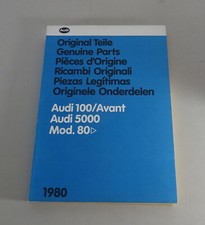 Audi
Original Teile
Genuine Parts
Pièces d'Origine
Ricambi Originali
Piezas Legítimas
Originele Onderdelen
Audi 100/Avant
Audi 5000
Mod. 80▷
1980